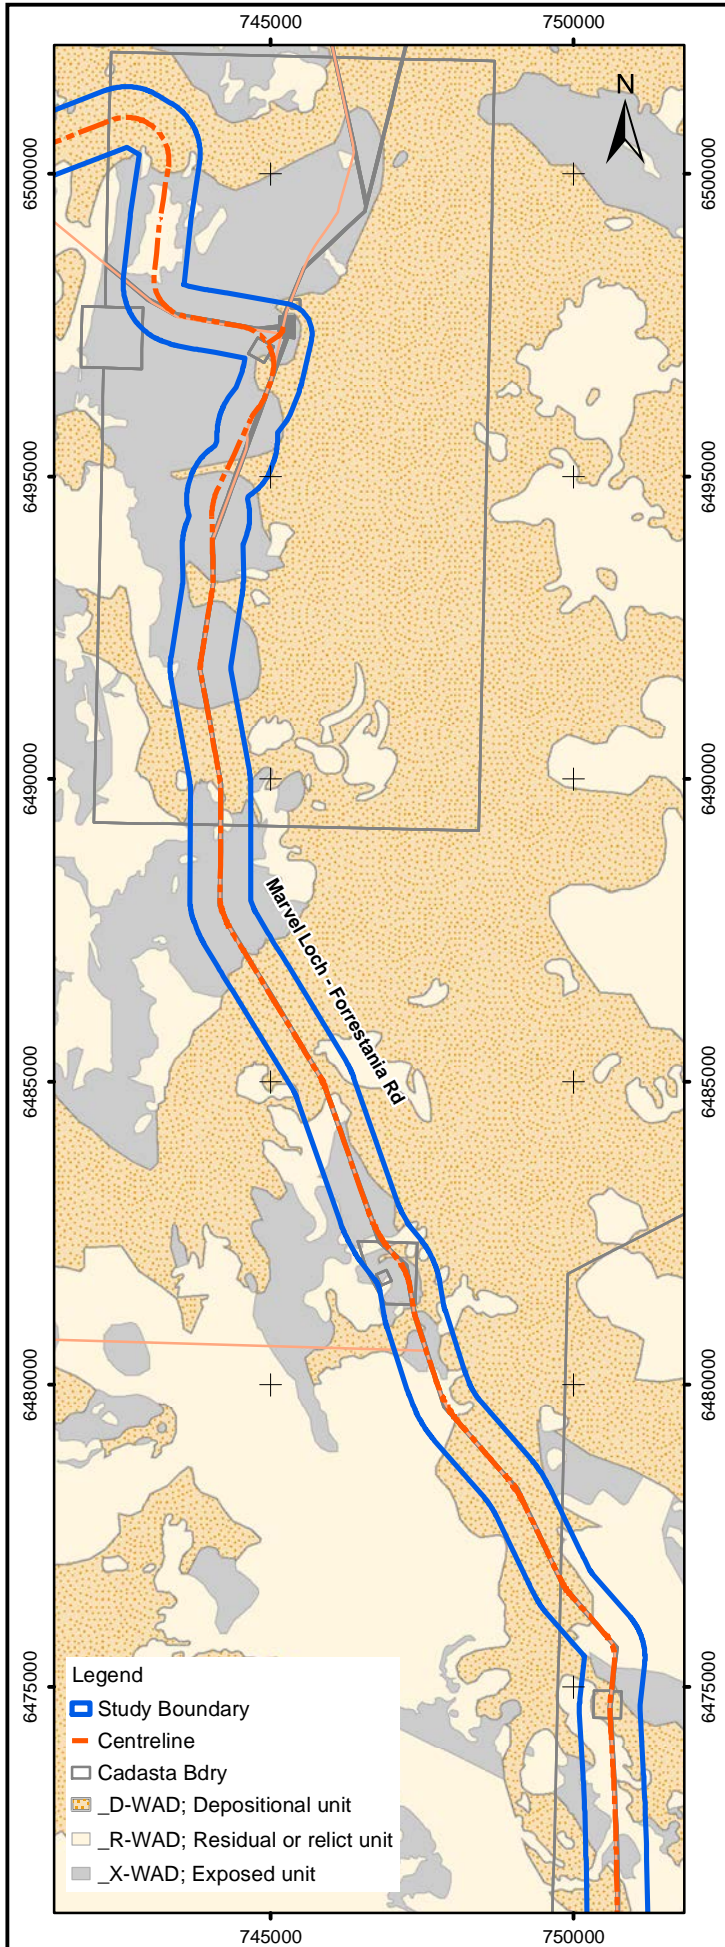 745000
750000
N
6500000
6500000
6495000
6495000
6490000
6490000
Marvel Loch - Forrestania Rd
6485000
6485000
6480000
6480000
6475000
6475000
Legend
Study Boundary
Centreline
Cadasta Bdry
_D-WAD; Depositional unit
_R-WAD; Residual or relict unit
_X-WAD; Exposed unit
745000
750000